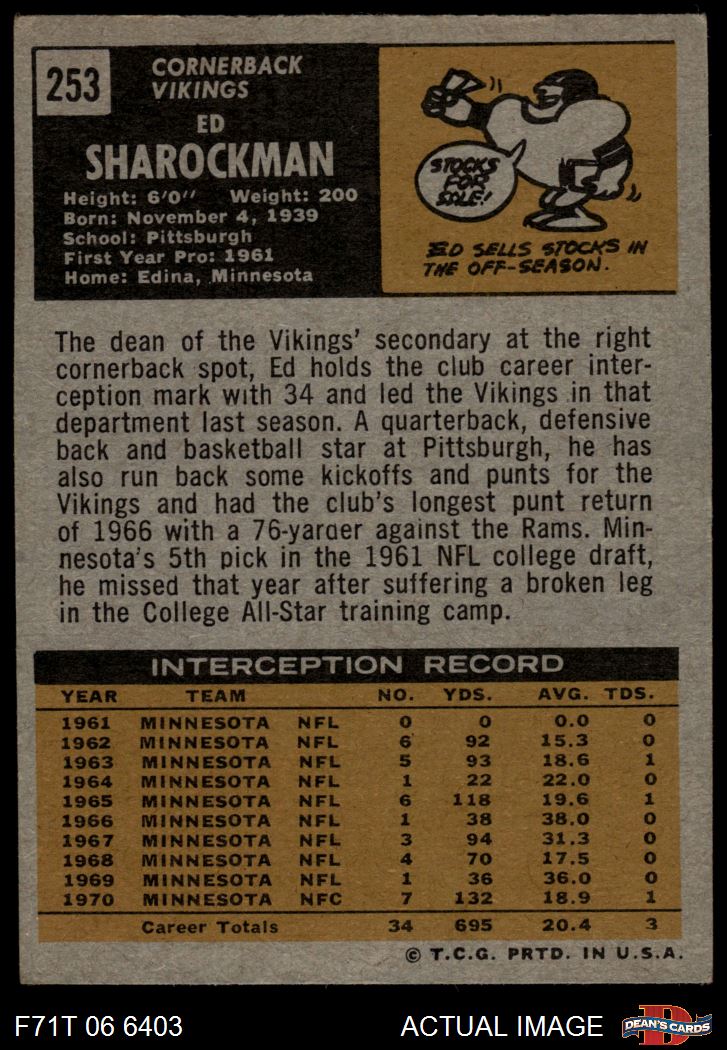 253
CORNERBACK
VIKINGS
ED
SHAROCKMAN
Height: 6'0" Weight: 200
Born: November 4, 1939
School: Pittsburgh
First Year Pro: 1961
Home: Edina, Minnesota
STOCKS
FOR
SALE!
ED SELLS STOCKS IN
THE OFF-SEASON.
The dean of the Vikings' secondary at the right
cornerback spot, Ed holds the club career inter-
ception mark with 34 and led the Vikings in that
department last season. A quarterback, defensive
back and basketball star at Pittsburgh, he has
also run back some kickoffs and punts for the
Vikings and had the club's longest punt return
of 1966 with a 76-yarder against the Rams. Min-
nesota's 5th pick in the 1961 NFL college draft,
he missed that year after suffering a broken leg
in the College All-Star training camp.
INTERCEPTION RECORD
YEAR TEAM NO. YDS. AVG. TDS.
1961 MINNESOTA NFL 0 0 0.0 0
1962 MINNESOTA NFL 6 92 15.3 0
1963 MINNESOTA NFL 5 93 18.6 1
1964 MINNESOTA NFL 1 22 22.0 0
1965 MINNESOTA NFL 6 118 19.6 1
1966 MINNESOTA NFL 1 38 38.0 0
1967 MINNESOTA NFL 3 94 31.3 0
1968 MINNESOTA NFL 4 70 17.5 0
1969 MINNESOTA NFL 1 36 36.0 0
1970 MINNESOTA NFC 7 132 18.9 1
Career Totals 34 695 20.4 3
© T.C.G. PRTD. IN U.S.A.
F71T 06 6403 ACTUAL IMAGE
D
DEAN'S CARDS